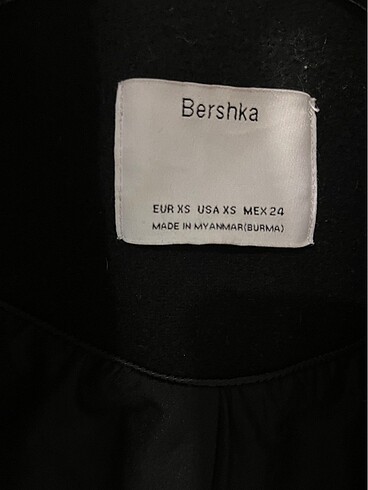 Bershka
EUR XS USA XS MEX 24
MADE IN MYANMAR(BURMA)